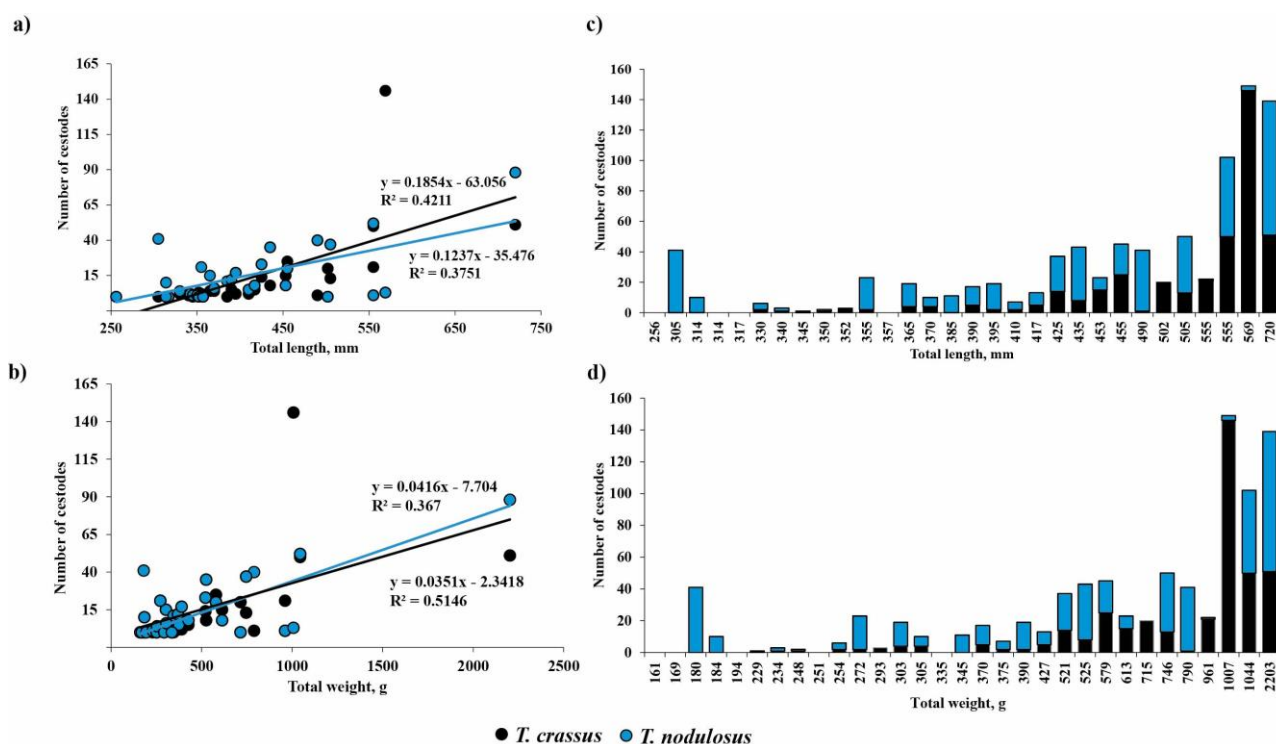 a)
Number of cestodes
165
140
115
90
65
40
15
y = 0.1854x - 63.056
R² = 0.4211
y = 0.1237x - 35.476
R² = 0.3751
250 350 450 550 650 750
Total length, mm
b)
Number of cestodes
165
140
115
90
65
40
15
y = 0.0416x - 7.704
R² = 0.367
y = 0.0351x - 2.3418
R² = 0.5146
0 500 1000 1500 2000 2500
Total weight, g
c)
Number of cestodes
160
140
120
100
80
60
40
20
0
256 305 314 314 317 330 340 345 350 352 355 357 365 370 385 390 395 410 417 425 435 453 455 490 502 505 555 555 569 720
Total length, mm
d)
Number of cestodes
160
140
120
100
80
60
40
20
0
161 169 180 184 194 229 234 248 251 254 272 293 303 305 335 345 370 375 390 427 521 525 579 613 715 746 790 961 1007 1044 2203
Total weight, g
T. crassus T. nodulosus